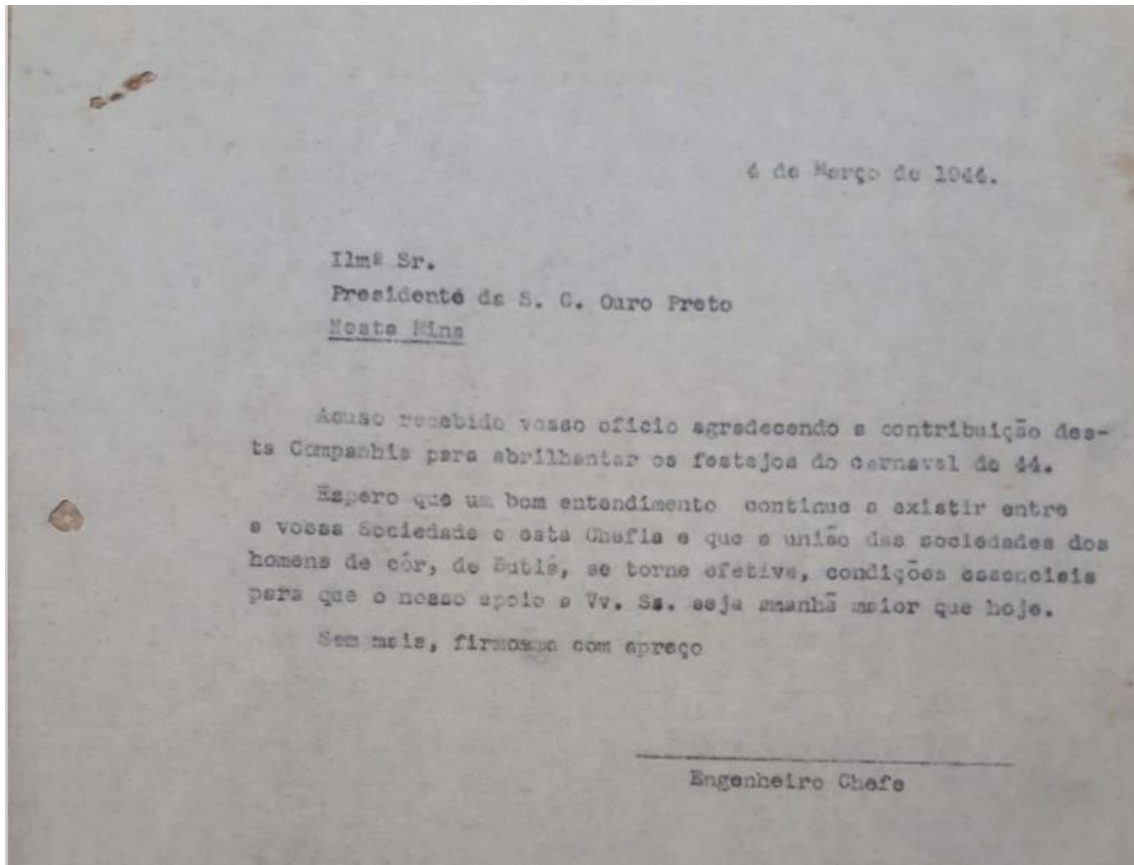 4 de Março de 1944.
Ilmº Sr.
Presidente da S. C. Ouro Preto
Nesta Mina
Acuso recebido vosso oficio agradecendo a contribuição des-
ta Companhia para abrilhantar os festejos do carnaval de 44.
Espero que um bom entendimento continue a existir entre
a vossa Sociedade e esta Chefia e que a união das sociedades dos
homens de côr, de Butiá, se torne efetiva, condições essenciais
para que o nosso apoio a Vv. Ss. seja amanhã maior que hoje.
Sem mais, com apreço
Engenheiro Chefe